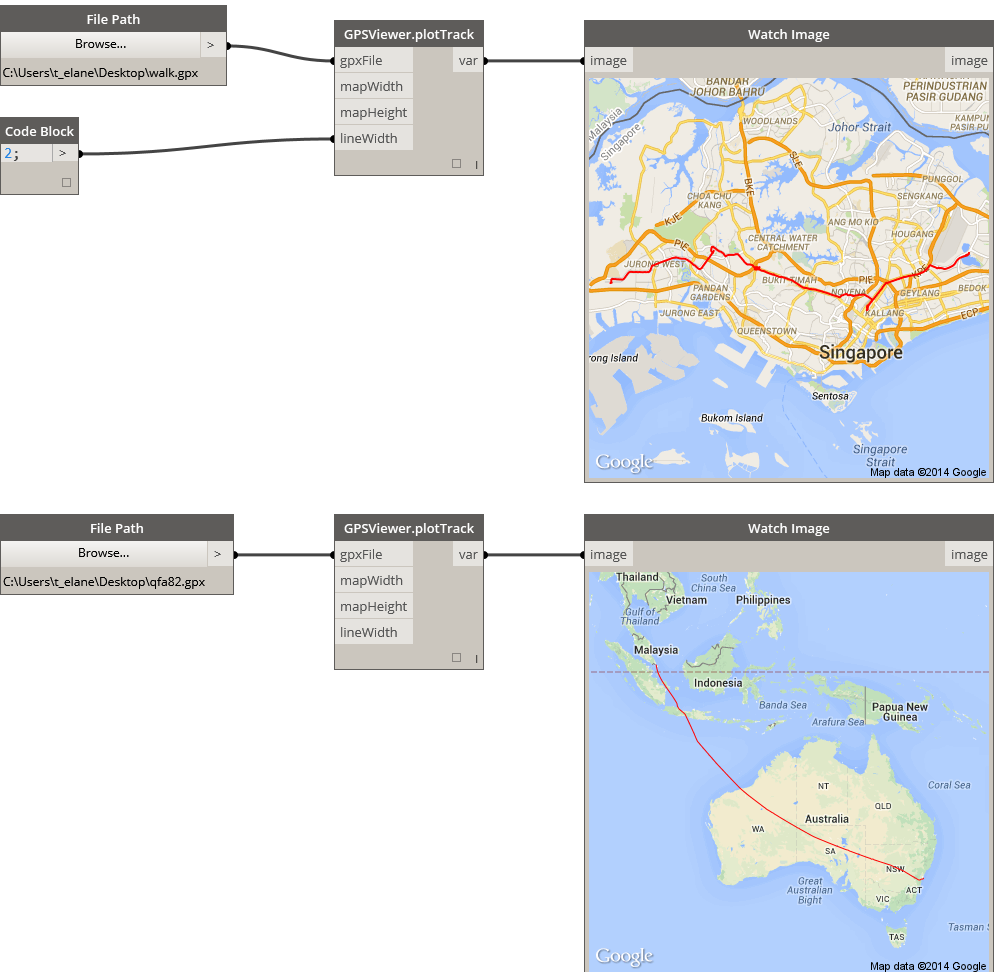 File Path
Browse...
>
C:\Users\t_elane\Desktop\walk.gpx
Code Block
2;
>
GPSViewer.plotTrack
gpxFile
var
mapWidth
mapHeight
lineWidth
Watch Image
image
image
BANDAR
JOHOR BAHRU
PERINDUSTRIAN
PASIR GUDANG
Malaysia
Singapore
WOODLANDS
Johor Strait
KAMPU
PASIR PU
SLE
BKE
PUNGGOL
SENGKANG
CHOA CHU
KANG
KJE
ANG MO KIO
HOUGANG
PIE
CENTRAL WATER
CATCHMENT
JURONG WEST
BUKIT TIMAH
PIE
KPE
PANDAN
GARDENS
NOVENA
GEYLANG
BEDOK
JURONG EAST
KALLANG
ECP
QUEENSTOWN
Singapore
rong Island
Sentosa
Bukom Island
Singapore
Strait
Google
Map data ©2014 Google
File Path
Browse...
>
C:\Users\t_elane\Desktop\qfa82.gpx
GPSViewer.plotTrack
gpxFile
var
mapWidth
mapHeight
lineWidth
Watch Image
image
image
Thailand
South
China Sea
Vietnam
Philippines
Gulf of
Thailand
Malaysia
Indonesia
Banda Sea
Papua New
Guinea
Arafura Sea
NT
Coral Sea
QLD
Australia
WA
SA
NSW
Great
Australian
Bight
ACT
VIC
Tasman S
TAS
Google
Map data ©2014 Google